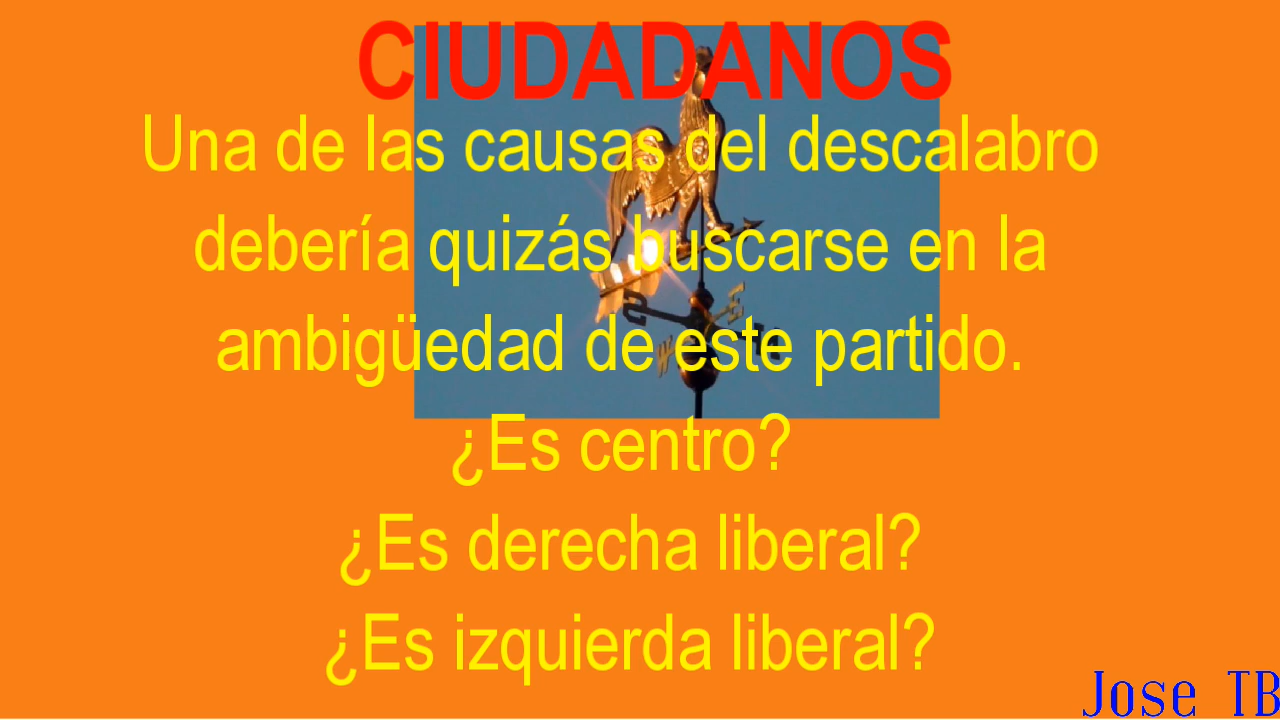 CIUDADANOS
Una de las causas del descalabro
debería quizás buscarse en la
ambigüedad de este partido.
¿Es centro?
¿Es derecha liberal?
¿Es izquierda liberal?
Jose TB